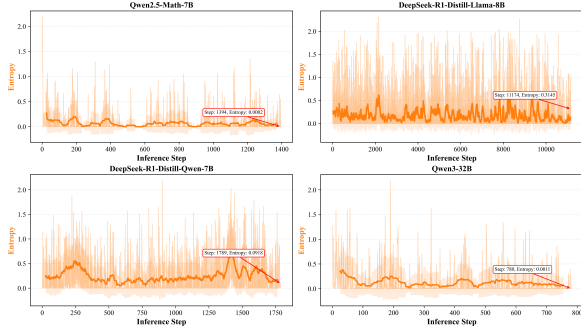 Qwen2.5-Math-7B
Entropy
2.0
1.5
1.0
0.5
0.0
Step: 1394, Entropy: 0.0002
0 200 400 600 800 1000 1200 1400
Inference Step
DeepSeek-R1-Distill-Llama-8B
Entropy
2.0
1.5
1.0
0.5
0.0
Step: 11174, Entropy: 0.3145
0 2000 4000 6000 8000 10000
Inference Step
DeepSeek-R1-Distill-Qwen-7B
Entropy
2.0
1.5
1.0
0.5
0.0
Step: 1789, Entropy: 0.0918
0 250 500 750 1000 1250 1500 1750
Inference Step
Qwen3-32B
Entropy
2.0
1.5
1.0
0.5
0.0
Step: 780, Entropy: 0.0011
0 100 200 300 400 500 600 700 800
Inference Step